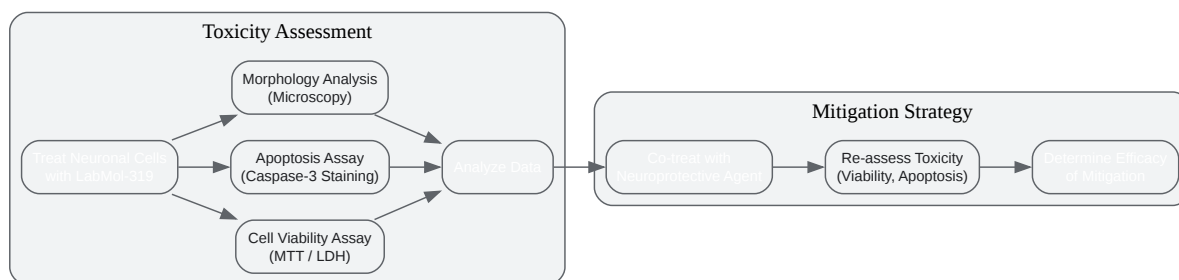 Toxicity Assessment
Morphology Analysis
(Microscopy)
Treat Neuronal Cells
with LabMol-319
Apoptosis Assay
(Caspase-3 Staining)
Cell Viability Assay
(MTT / LDH)
Analyze Data
Mitigation Strategy
Co-treat with
Neuroprotective Agent
Re-assess Toxicity
(Viability, Apoptosis)
Determine Efficacy
of Mitigation